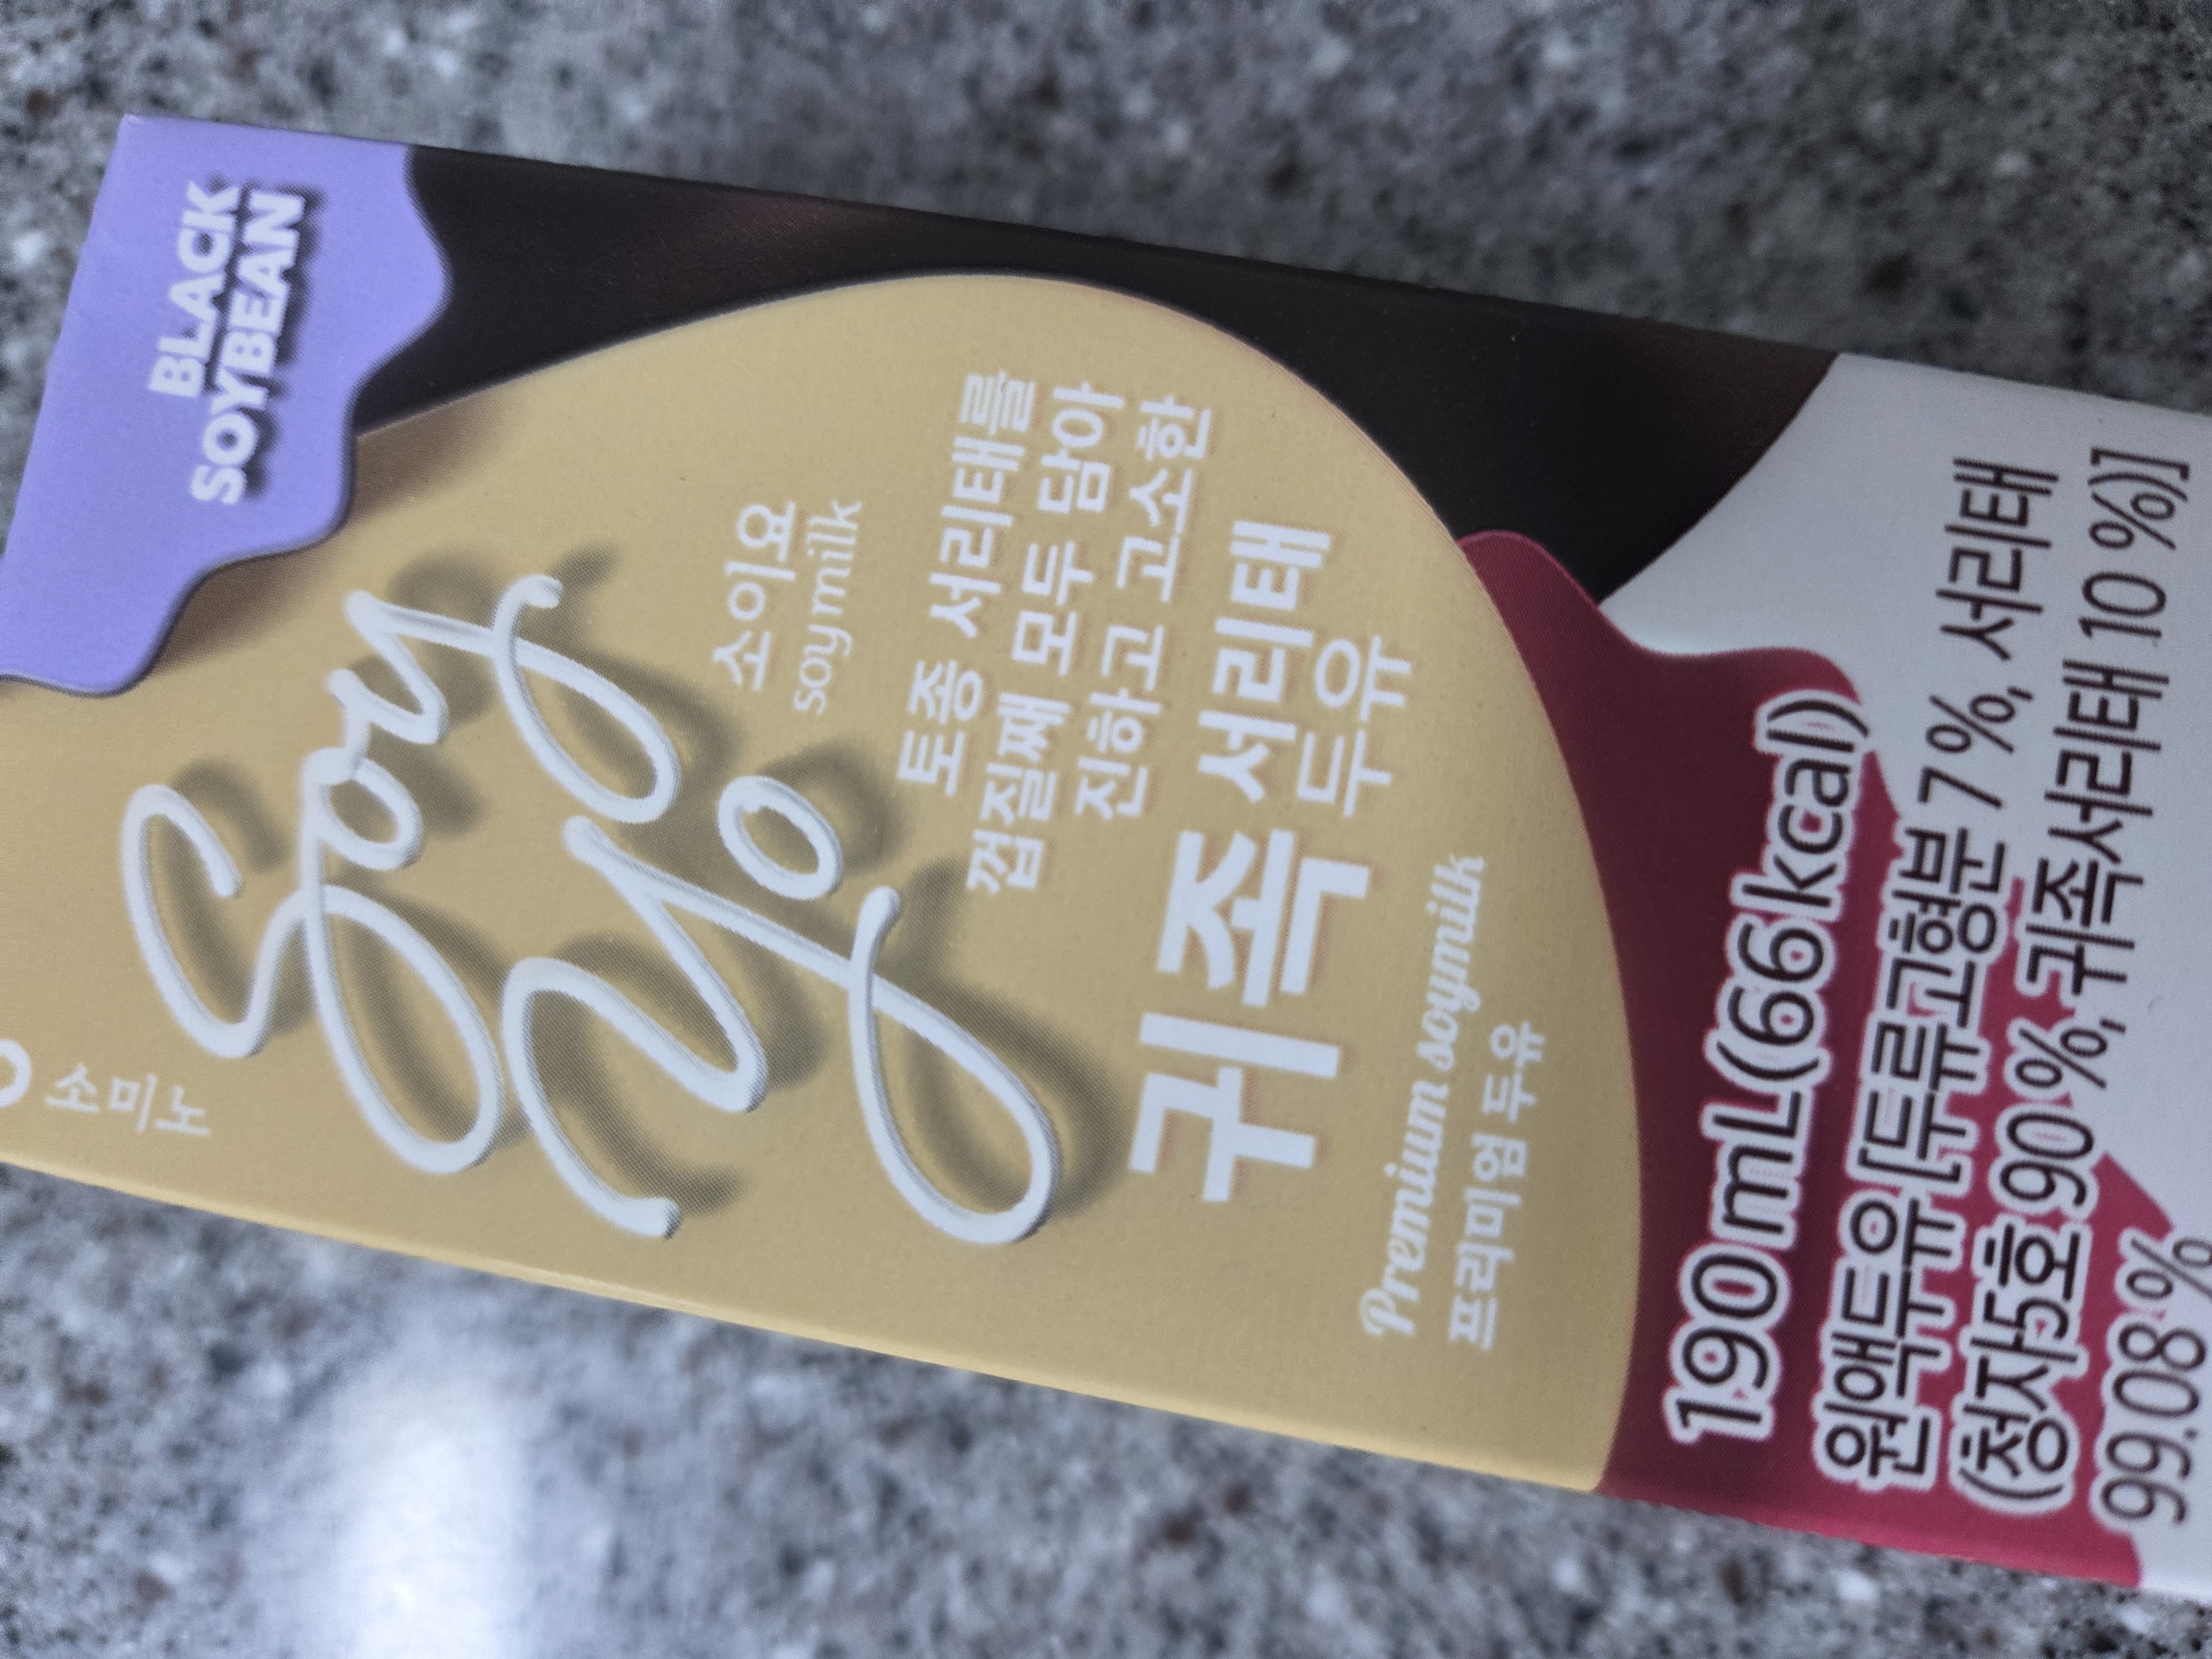 소미노
BLACK
SOYBEAN
Soy
Yo
소이요
soy milk
토종 서리태를
껍질째 모두 담아
진하고 고소한
귀족 서리태
두유
Premium soymilk
프리미엄 두유
190 mL(66 kcal)
원액두유 [두류고형분 7 %, 서리태
(청자5호 90 %, 귀족서리태 10 %)]
99.08 %